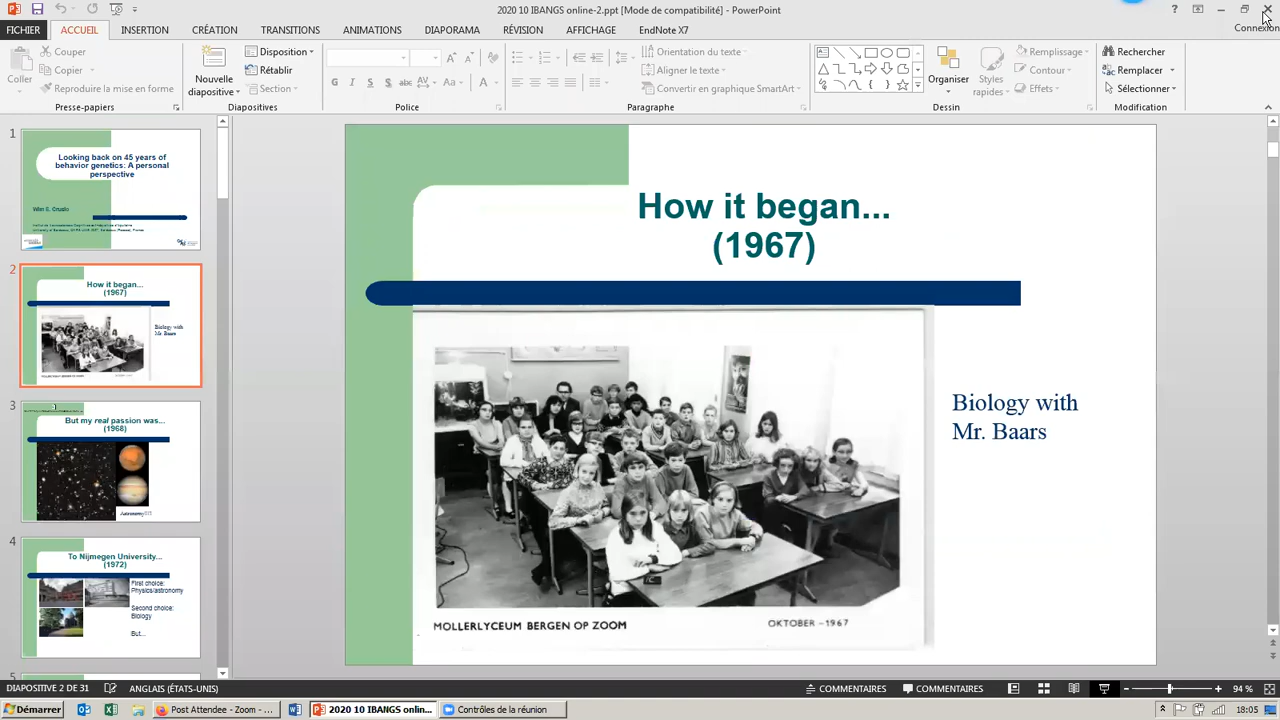 2020 10 IBANGS online-2.ppt [Mode de compatibilité] - PowerPoint
Connexion
FICHIER ACCUEIL INSERTION CRÉATION TRANSITIONS ANIMATIONS DIAPORAMA RÉVISION AFFICHAGE EndNote X7
Coller
Couper
Copier
Reproduire la mise en forme
Presse-papiers
Nouvelle
diapositive
Disposition
Rétablir
Section
Diapositives
G I S S abc AV Aa A
Police
Orientation du texte
Aligner le texte
Convertir en graphique SmartArt
Paragraphe
Organiser
Styles
rapides
Remplissage
Contour
Effets
Dessin
Rechercher
Remplacer
Sélectionner
Modification
1
Looking back on 45 years of
behavior genetics: A personal
perspective
Wim E. Crusio
2
How it began...
(1967)
Biology with
Mr. Baars
3
But my real passion was...
(1968)
4
To Nijmegen University...
(1972)
First choice:
Physics/astronomy
Second choice:
Biology
But...
5
How it began...
(1967)
Biology with
Mr. Baars
MOLLERLYCEUM BERGEN OP ZOOM
OKTOBER -1967
DIAPOSITIVE 2 DE 31 ANGLAIS (ÉTATS-UNIS) COMMENTAIRES COMMENTAIRES 94 %
Démarrer Post Attendee - Zoom - ... 2020 10 IBANGS onlin... Contrôles de la réunion 18:05